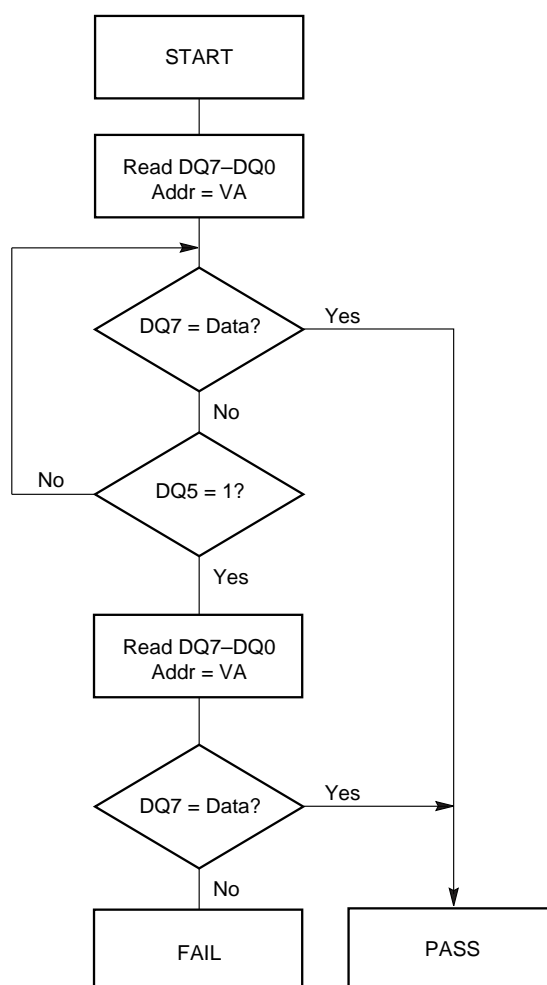 START
Read DQ7–DQ0
Addr = VA
DQ7 = Data?
Yes
No
No
DQ5 = 1?
Yes
Read DQ7–DQ0
Addr = VA
DQ7 = Data?
Yes
No
FAIL
PASS